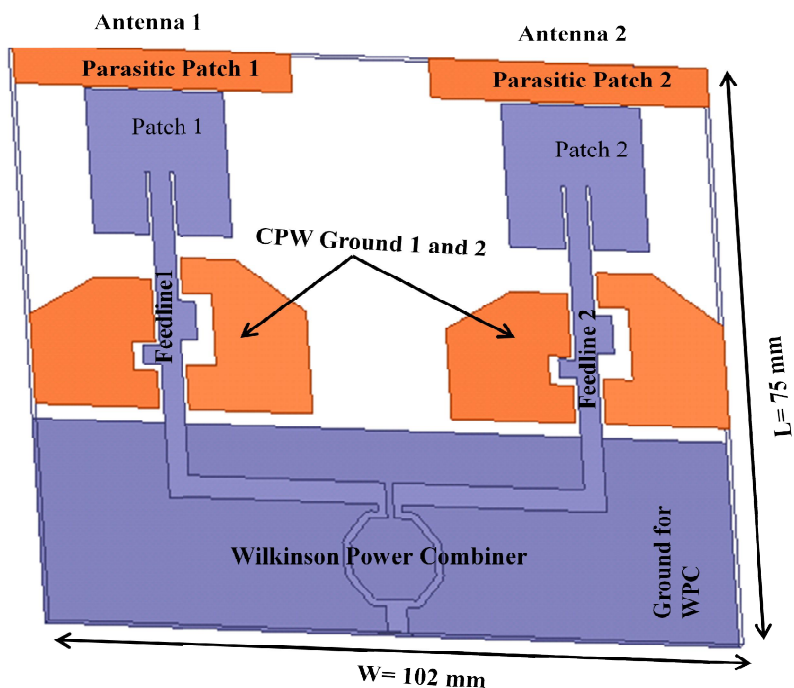 Antenna 1
Antenna 2
Parasitic Patch 1
Parasitic Patch 2
Patch 1
Patch 2
CPW Ground 1 and 2
Feedline1
Feedline 2
L= 75 mm
Wilkinson Power Combiner
Ground for
WPC
W= 102 mm